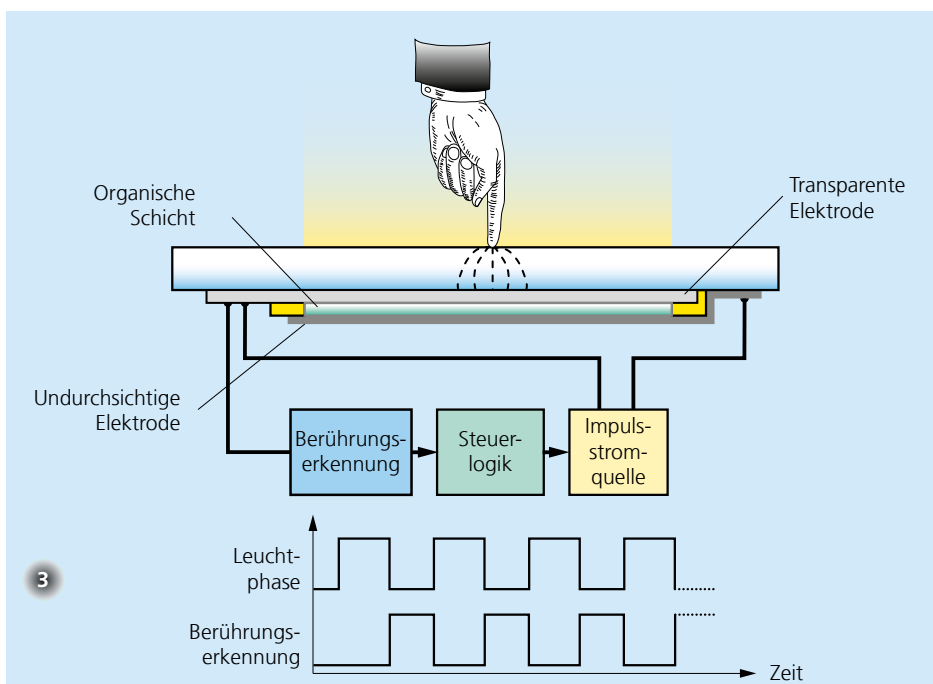 Organische
Schicht
Transparente
Elektrode
Undurchsichtige
Elektrode
Berührungs-
erkennung
Steuer-
logik
Impuls-
strom-
quelle
3
Leucht-
phase
Berührungs-
erkennung
Zeit